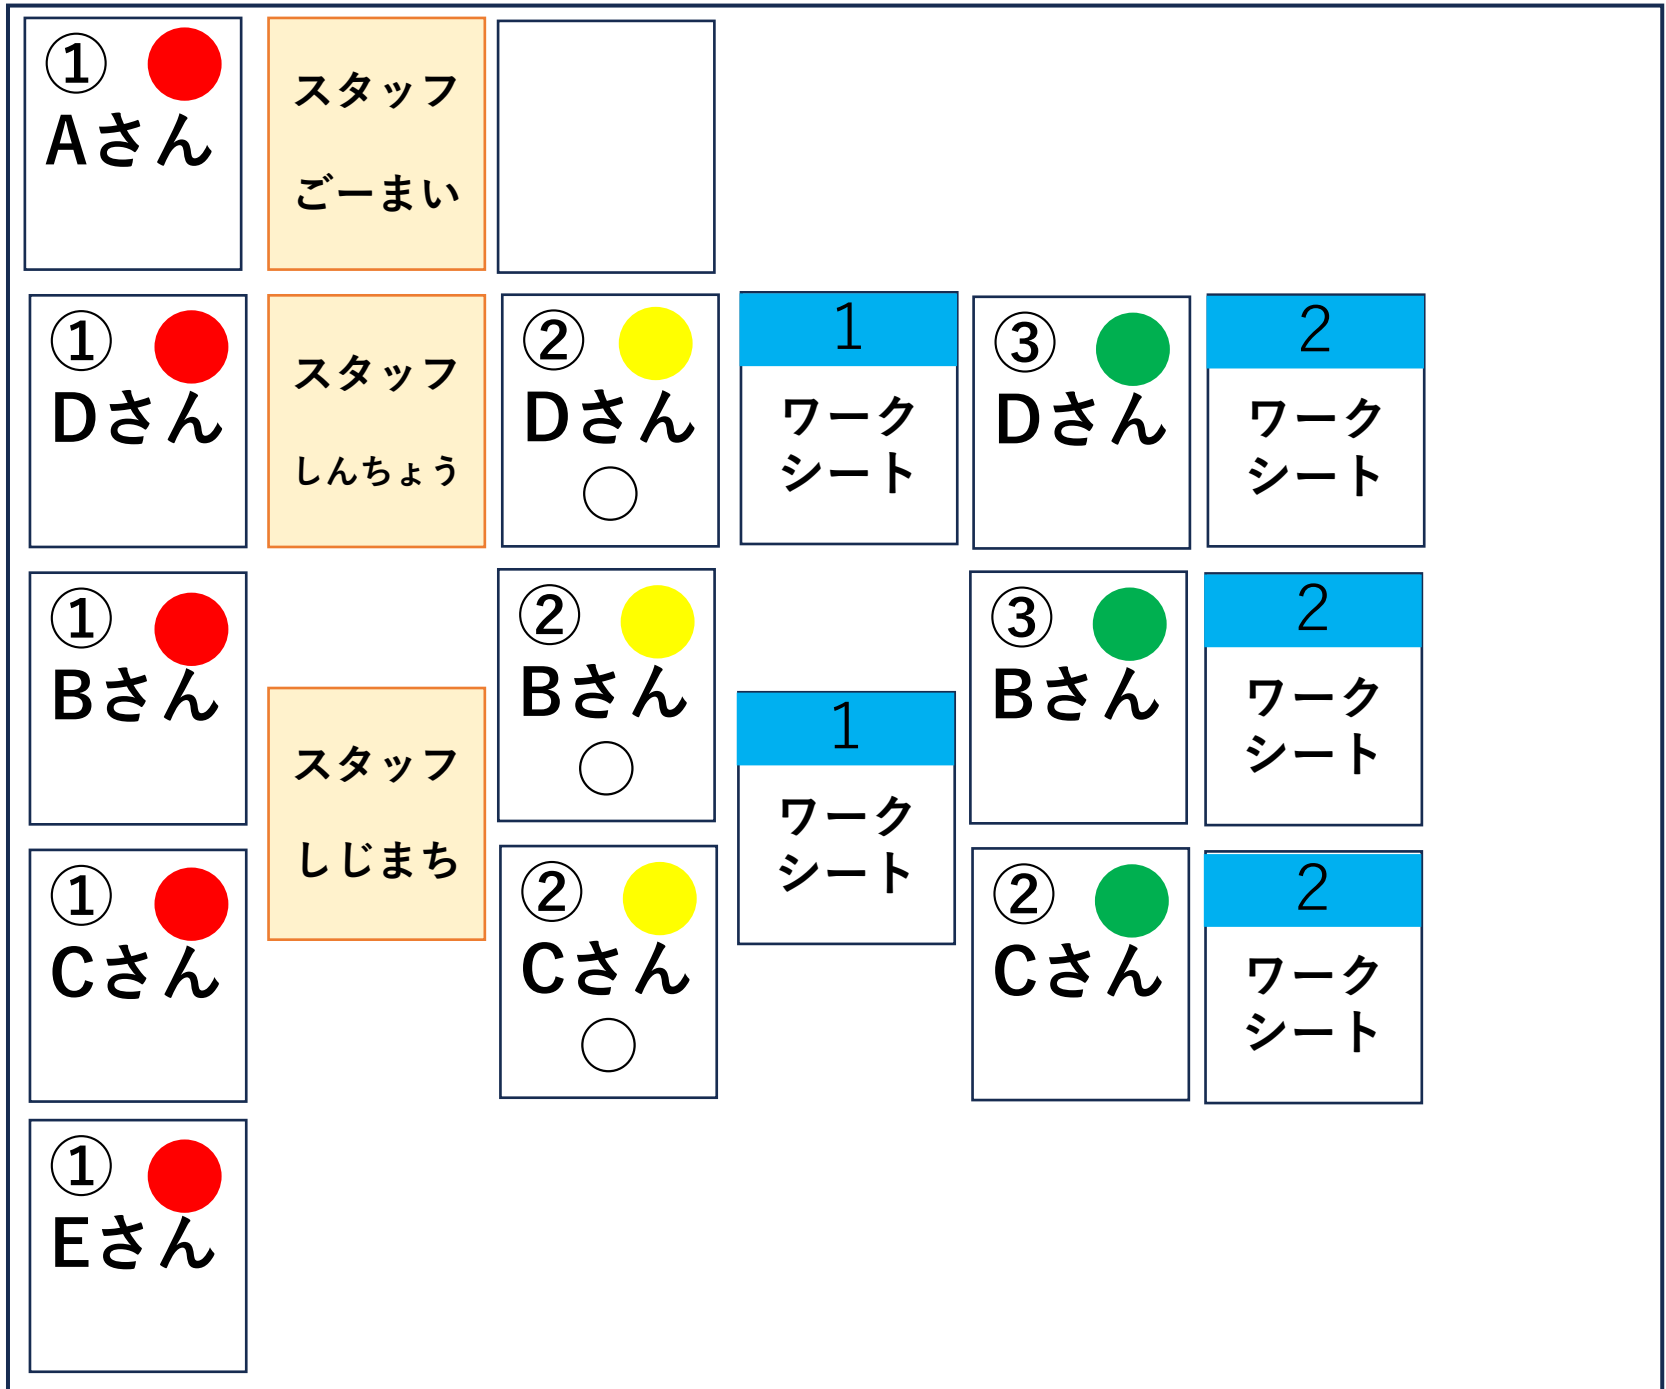 ①
Aさん
スタッフ
ごーまい
①
Dさん
スタッフ
しんちょう
②
Dさん
○
1
ワーク
シート
③
Dさん
2
ワーク
シート
①
Bさん
スタッフ
しじまち
②
Bさん
○
1
ワーク
シート
③
Bさん
2
ワーク
シート
①
Cさん
②
Cさん
○
②
Cさん
2
ワーク
シート
①
Eさん